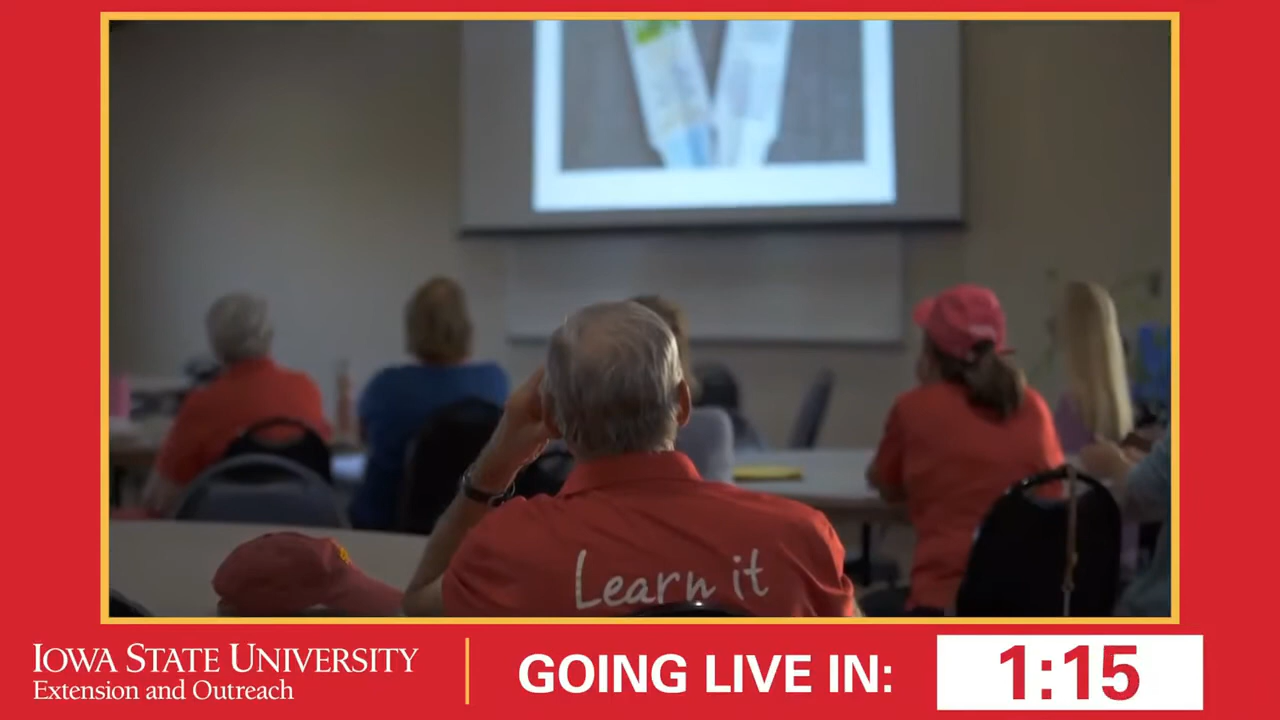 Learn it
IOWA STATE UNIVERSITY
Extension and Outreach
GOING LIVE IN:
1:15